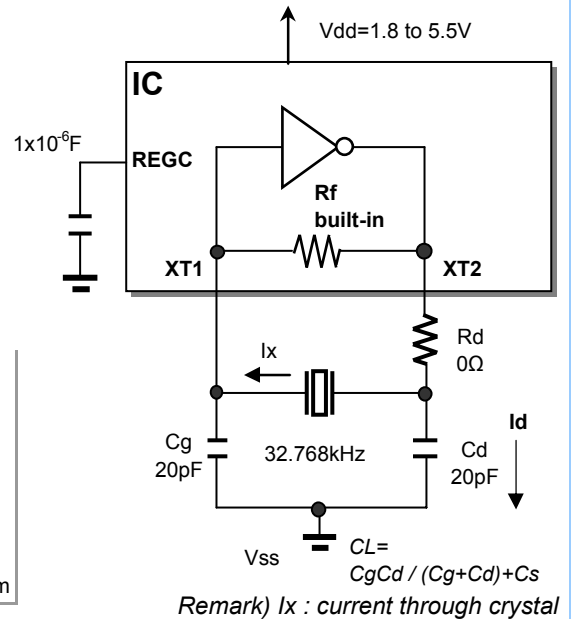 Vdd=1.8 to 5.5V
IC
1x10⁻⁶F
REGC
Rf
built-in
XT1
XT2
Rd
0Ω
Ix
Id
Cg
20pF
32.768kHz
Cd
20pF
Vss
CL=
CgCd / (Cg+Cd)+Cs
m
Remark) Ix : current through crystal